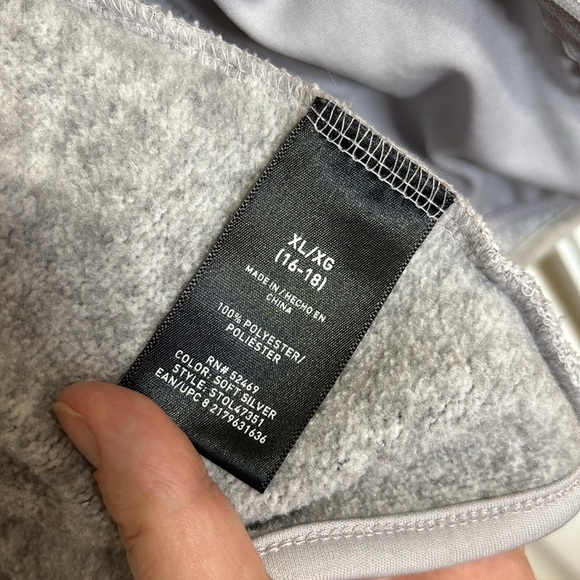 XL/XG
(16-18)
MADE IN / HECHO EN
CHINA
100% POLYESTER/
POLIÉSTER
RN# 52469
COLOR: SOFT SILVER
STYLE: STOL47351
EAN/UPC 8 2179631636